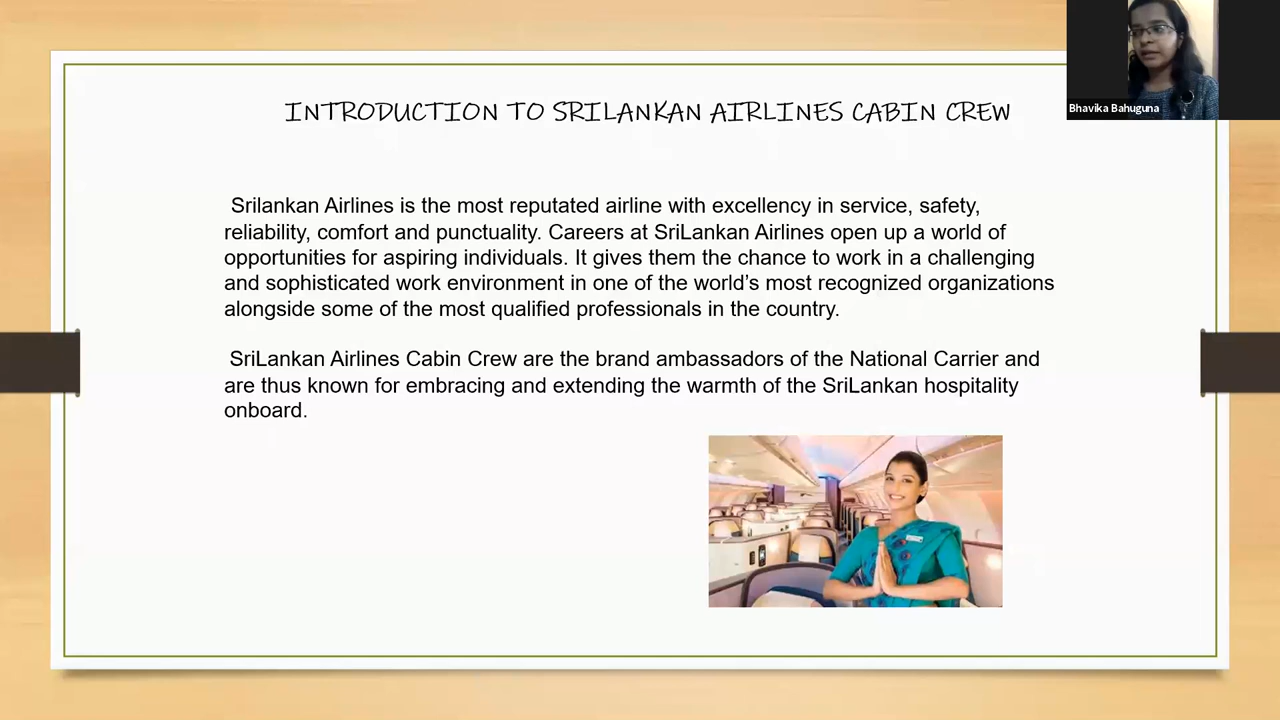 INTRODUCTION TO SRILANKAN AIRLINES CABIN CREW
Bhavika Bahuguna
Srilankan Airlines is the most reputated airline with excellency in service, safety,
reliability, comfort and punctuality. Careers at SriLankan Airlines open up a world of
opportunities for aspiring individuals. It gives them the chance to work in a challenging
and sophisticated work environment in one of the world’s most recognized organizations
alongside some of the most qualified professionals in the country.
SriLankan Airlines Cabin Crew are the brand ambassadors of the National Carrier and
are thus known for embracing and extending the warmth of the SriLankan hospitality
onboard.